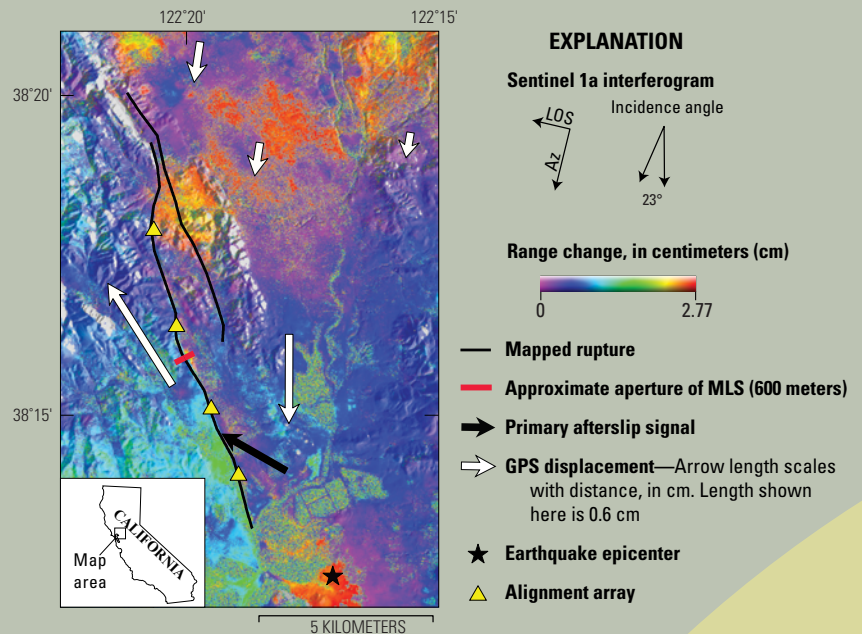 122°20'
122°15'
38°20'
38°15'
CALIFORNIA
Map
area
5 KILOMETERS
EXPLANATION
Sentinel 1a interferogram
LOS
Az
Incidence angle
23°
Range change, in centimeters (cm)
0
2.77
Mapped rupture
Approximate aperture of MLS (600 meters)
Primary afterslip signal
GPS displacement—Arrow length scales
with distance, in cm. Length shown
here is 0.6 cm
Earthquake epicenter
Alignment array